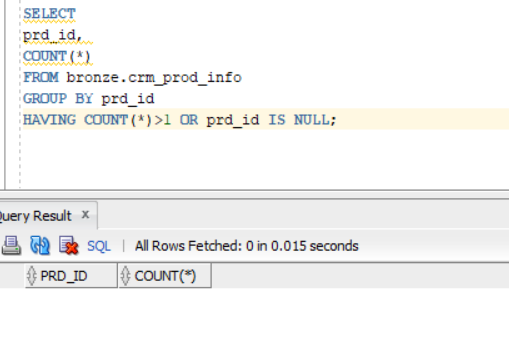 SELECT
prd_id,
COUNT(*)
FROM bronze.crm_prod_info
GROUP BY prd_id
HAVING COUNT(*)>1 OR prd_id IS NULL;
Query Result x
SQL | All Rows Fetched: 0 in 0.015 seconds
PRD_ID COUNT(*)